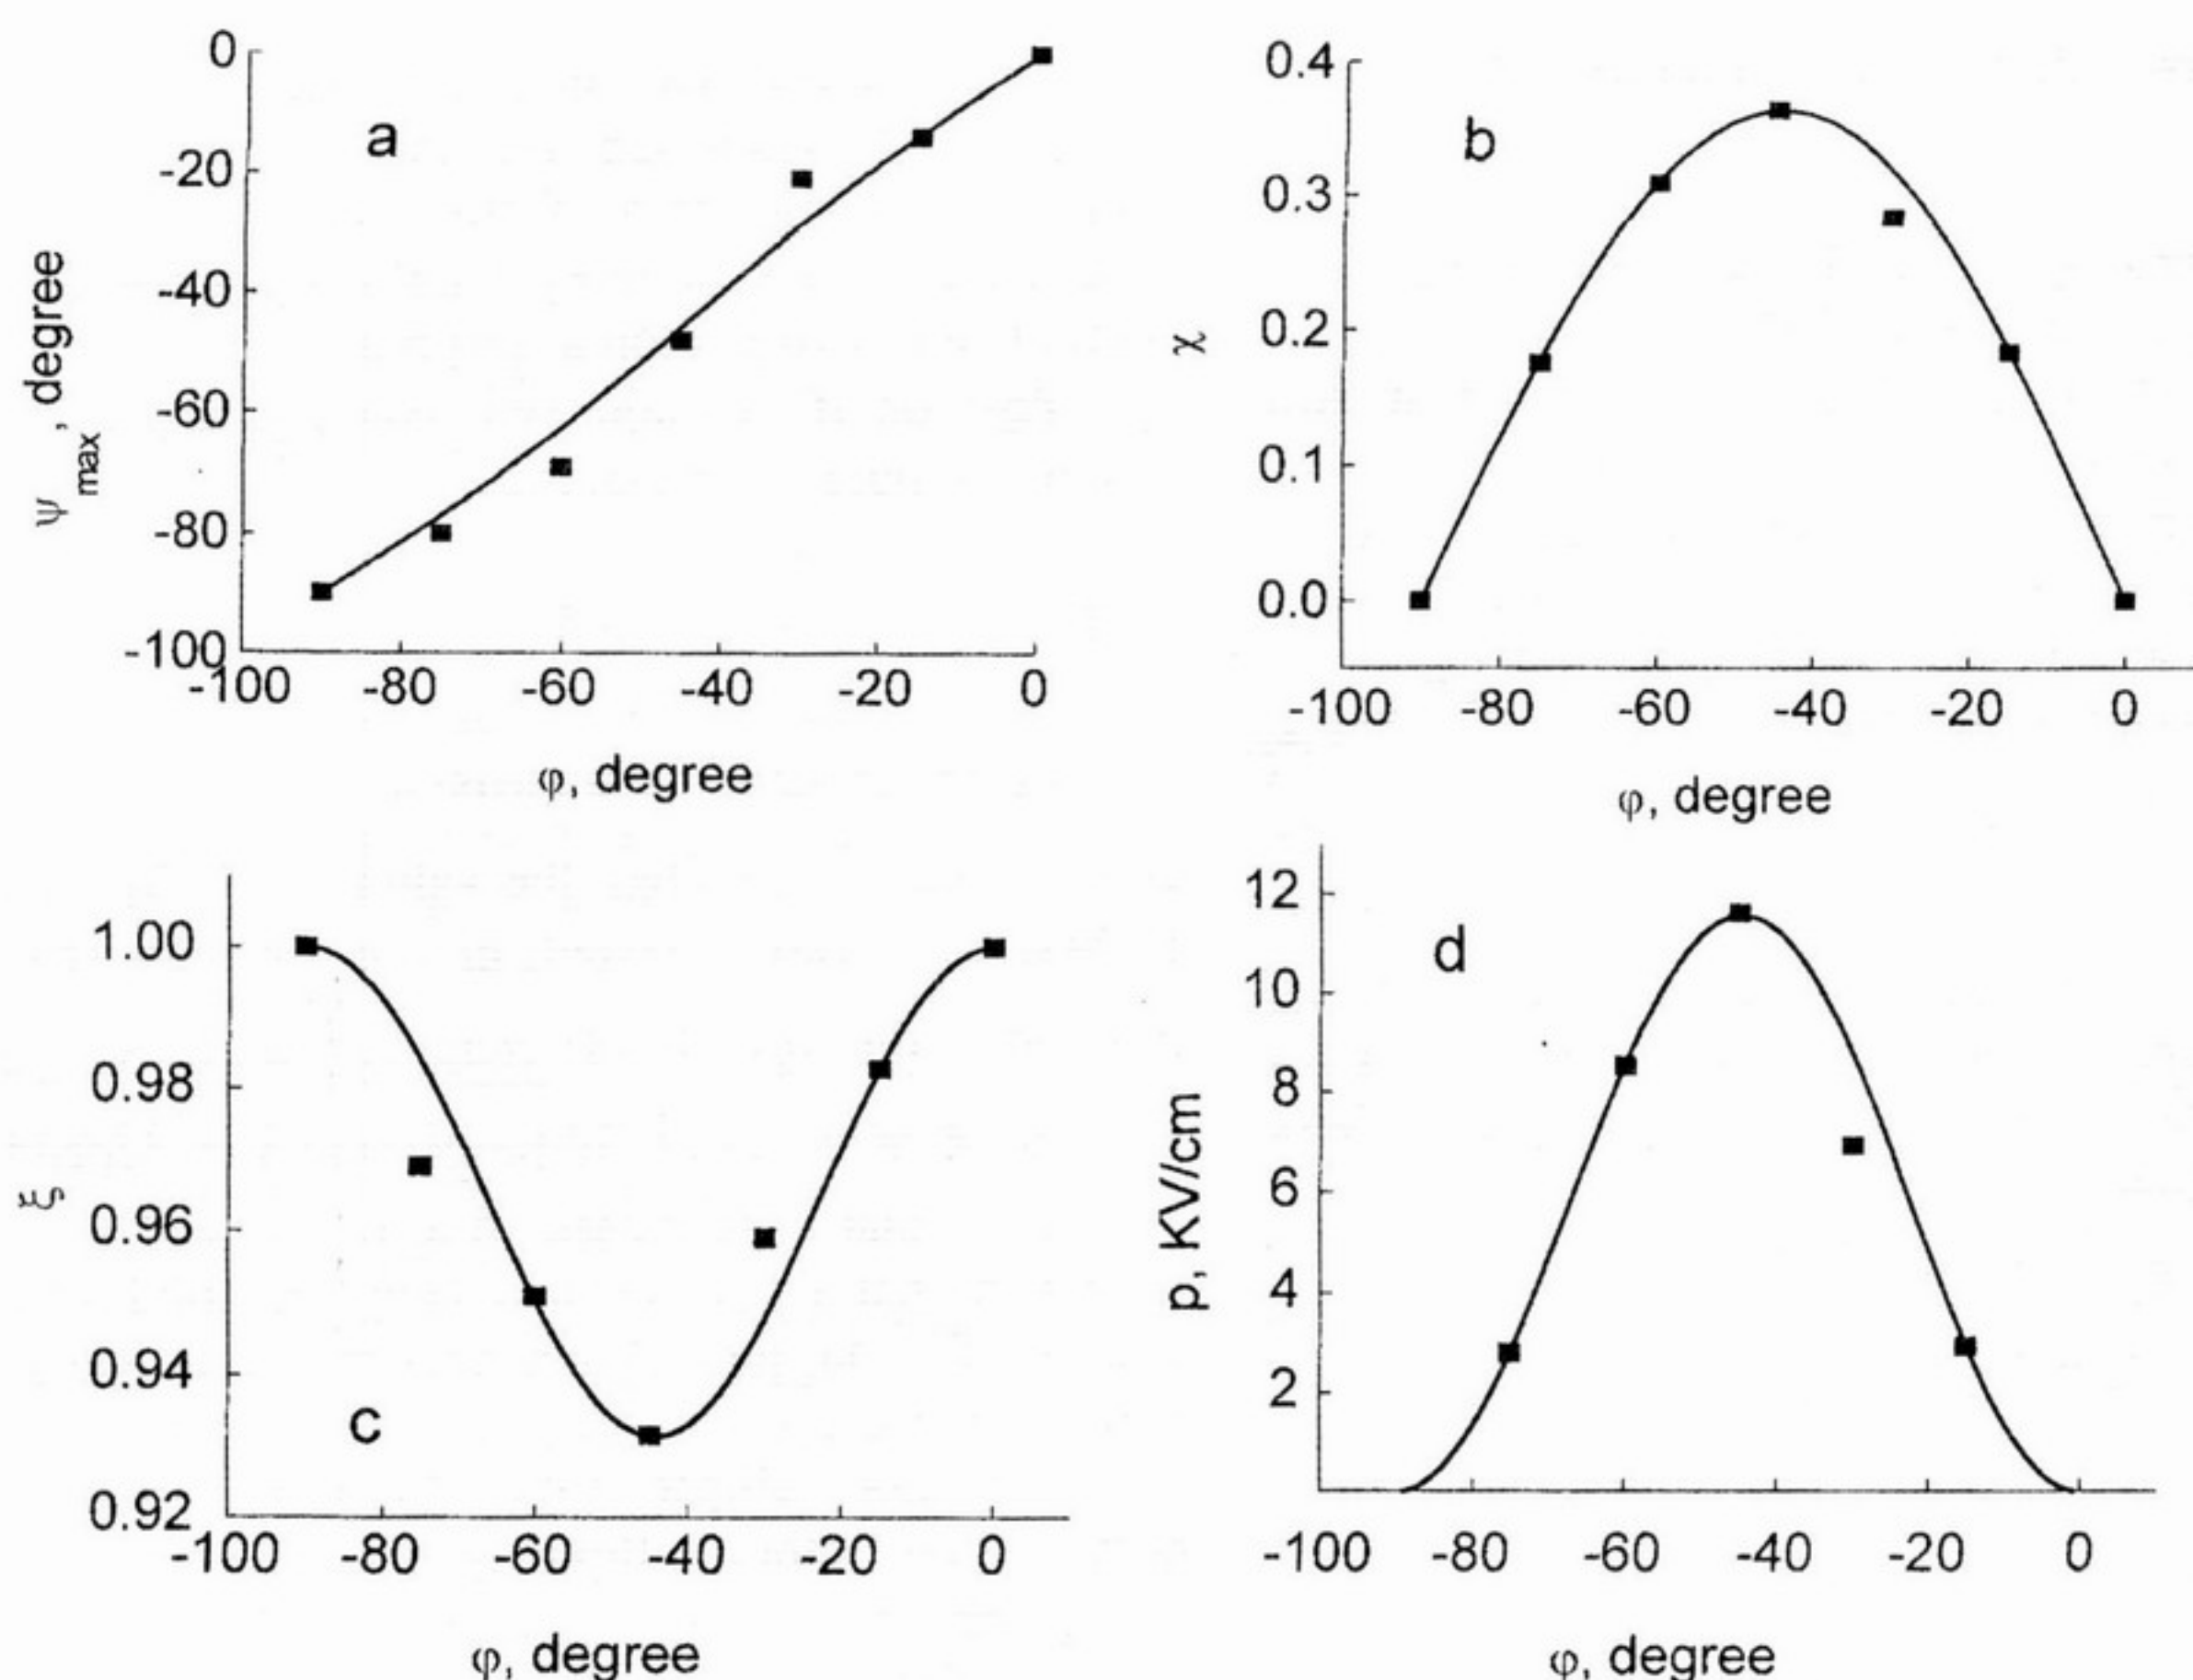 a
0
-20
-40
-60
-80
-100
-100 -80 -60 -40 -20 0
ψmax, degree
φ, degree
b
0.4
0.3
0.2
0.1
0.0
-100 -80 -60 -40 -20 0
χ
φ, degree
c
1.00
0.98
0.96
0.94
0.92
-100 -80 -60 -40 -20 0
ξ
φ, degree
d
12
10
8
6
4
2
-100 -80 -60 -40 -20 0
p, KV/cm
φ, degree